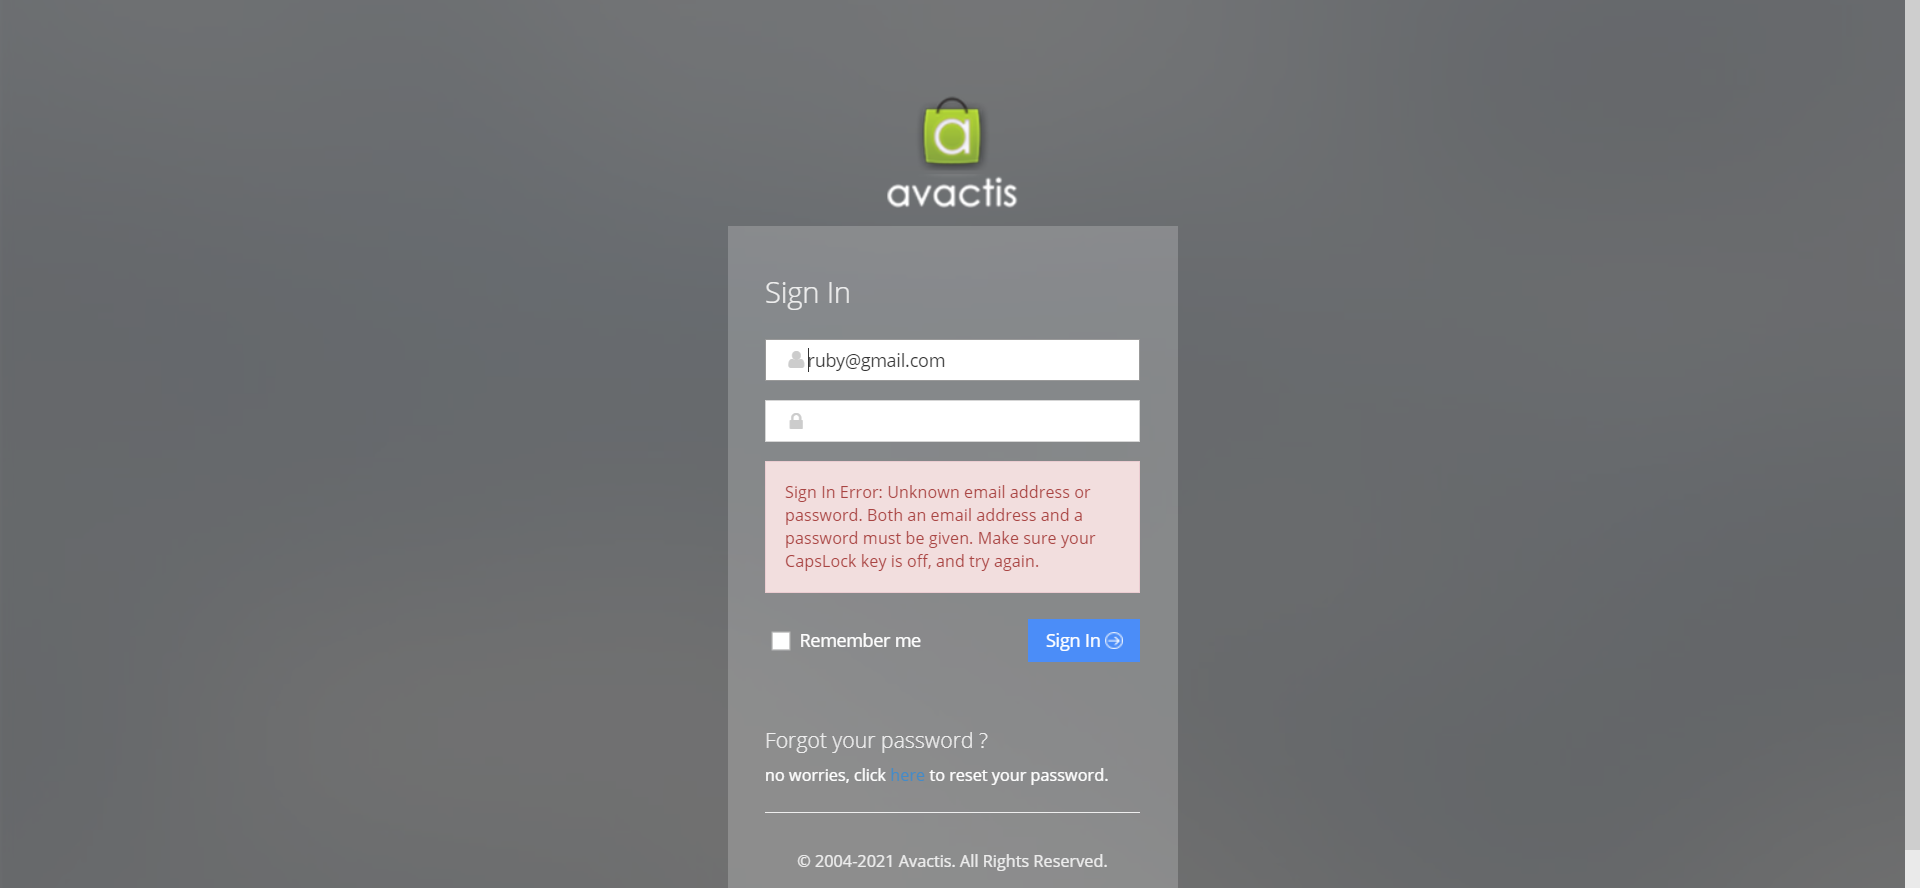 a
avactis
Sign In
ruby@gmail.com
Sign In Error: Unknown email address or
password. Both an email address and a
password must be given. Make sure your
CapsLock key is off, and try again.
Remember me
Sign In
Forgot your password ?
no worries, click here to reset your password.
© 2004-2021 Avactis. All Rights Reserved.